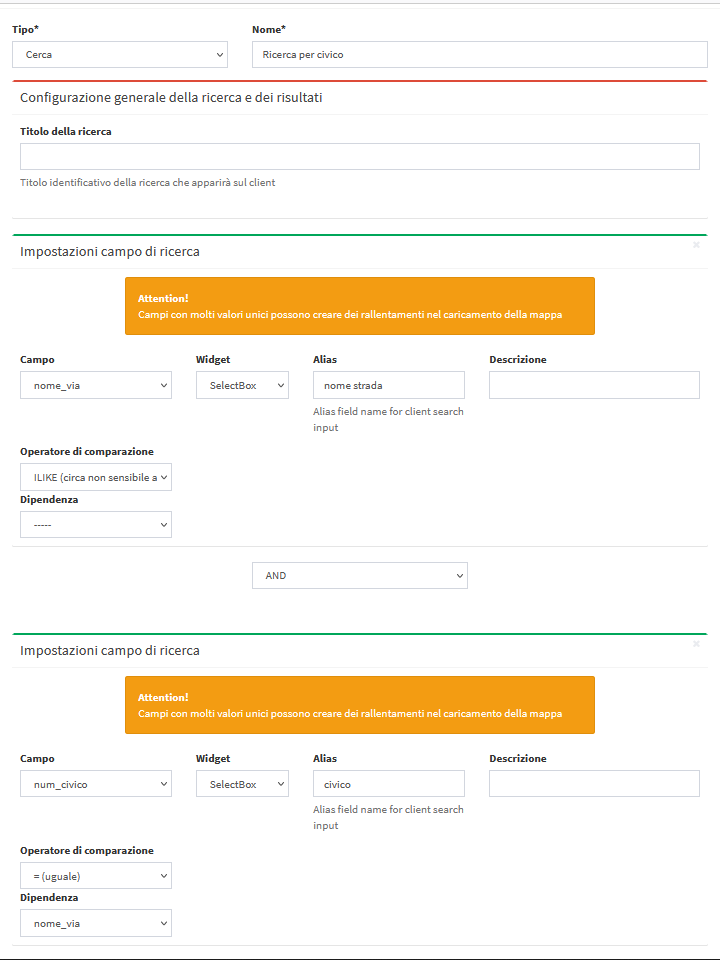 Tipo* Nome*
Cerca Ricerca per civico
Configurazione generale della ricerca e dei risultati
Titolo della ricerca
Titolo identificativo della ricerca che apparirà sul client
Impostazioni campo di ricerca
Attention!
Campi con molti valori unici possono creare dei rallentamenti nel caricamento della mappa
Campo Widget Alias Descrizione
nome_via SelectBox nome strada
Alias field name for client search
input
Operatore di comparazione
ILIKE (circa non sensibile a
Dipendenza
-----
AND
Impostazioni campo di ricerca
Attention!
Campi con molti valori unici possono creare dei rallentamenti nel caricamento della mappa
Campo Widget Alias Descrizione
num_civico SelectBox civico
Alias field name for client search
input
Operatore di comparazione
= (uguale)
Dipendenza
nome_via